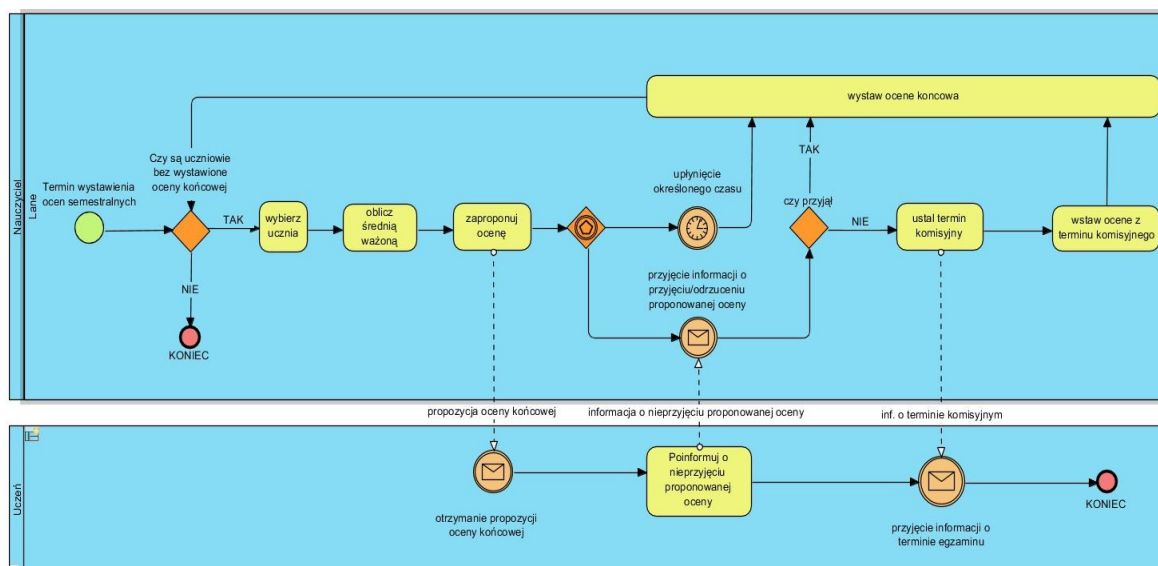 Nauczyciel
Lane
wystaw ocene koncowa
Czy są uczniowie
bez wystawione
oceny końcowej
Termin wystawienia
ocen semestralnych
TAK
wybierz
ucznia
oblicz
średnią
ważoną
zaproponuj
ocenę
upłynięcie
określonego czasu
TAK
czy przyjął
NIE
ustal termin
komisyjny
wstaw ocene z
terminu komisyjnego
przyjęcie informacji o
przyjęciu/odrzuceniu
proponowanej oceny
NIE
KONIEC
propozycja oceny końcowej
informacja o nieprzyjęciu proponowanej oceny
inf. o terminie komisyjnym
Uczeń
Poinformuj o
nieprzyjęciu
proponowanej
oceny
otrzymanie propozycji
oceny końcowej
przyjęcie informacji o
terminie egzaminu
KONIEC